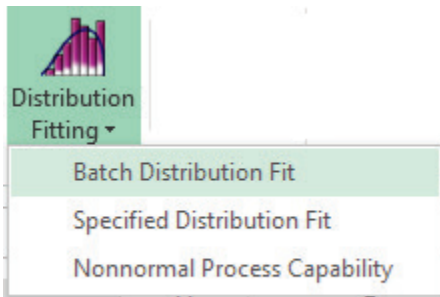 Distribution
Fitting
Batch Distribution Fit
Specified Distribution Fit
Nonnormal Process Capability